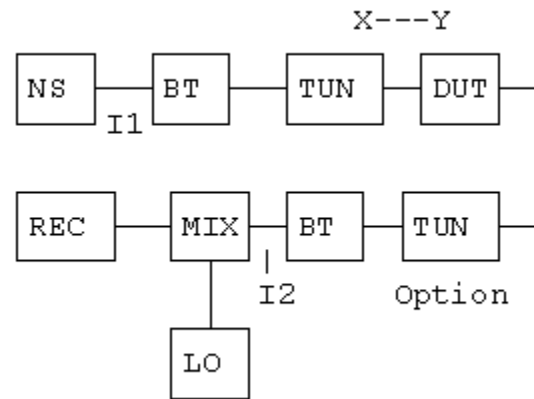 X---Y
NS BT TUN DUT
I1
REC MIX BT TUN
I2 Option
LO